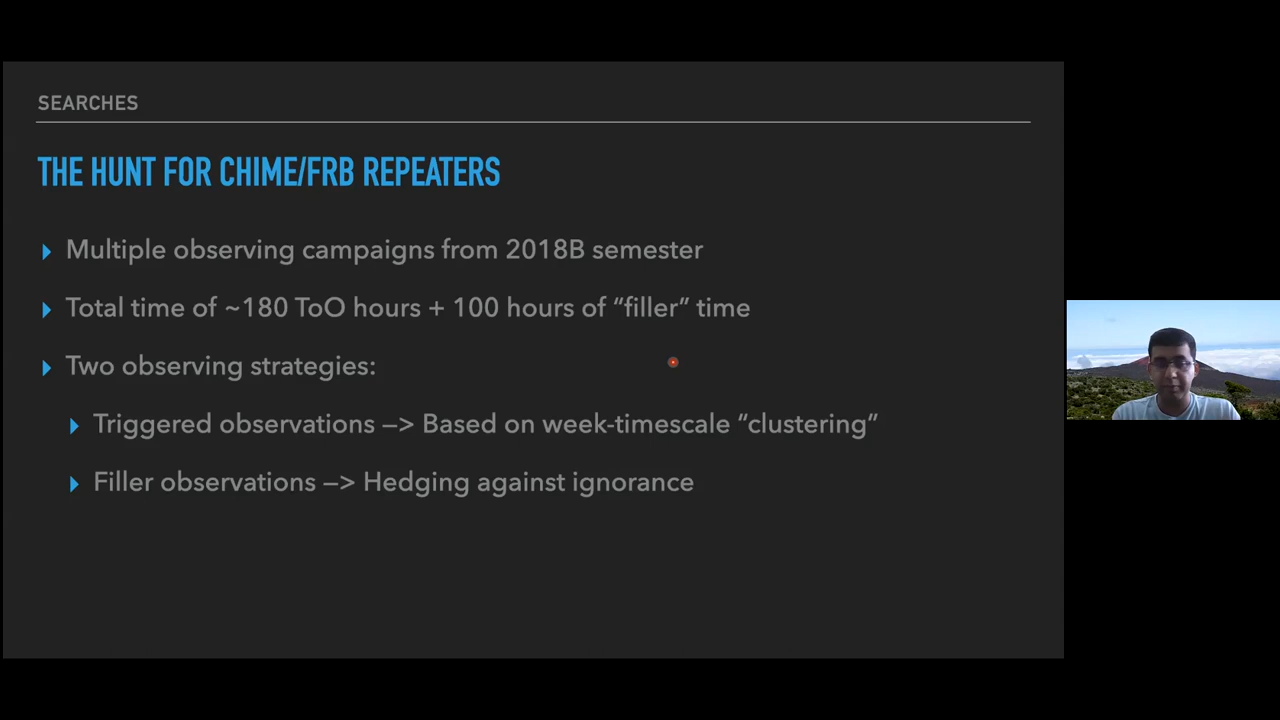 SEARCHES
THE HUNT FOR CHIME/FRB REPEATERS
Multiple observing campaigns from 2018B semester
Total time of ~180 ToO hours + 100 hours of “filler” time
Two observing strategies:
Triggered observations —> Based on week-timescale “clustering”
Filler observations —> Hedging against ignorance